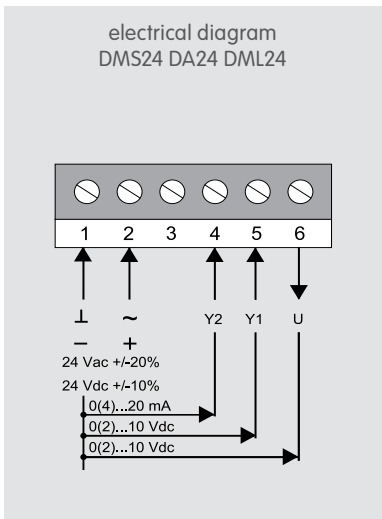 electrical diagram
DMS24 DA24 DML24
1 2 3 4 5 6
⊥ ~ Y2 Y1 U
− +
24 Vac +/-20%
24 Vdc +/-10%
0(4)...20 mA
0(2)...10 Vdc
0(2)...10 Vdc